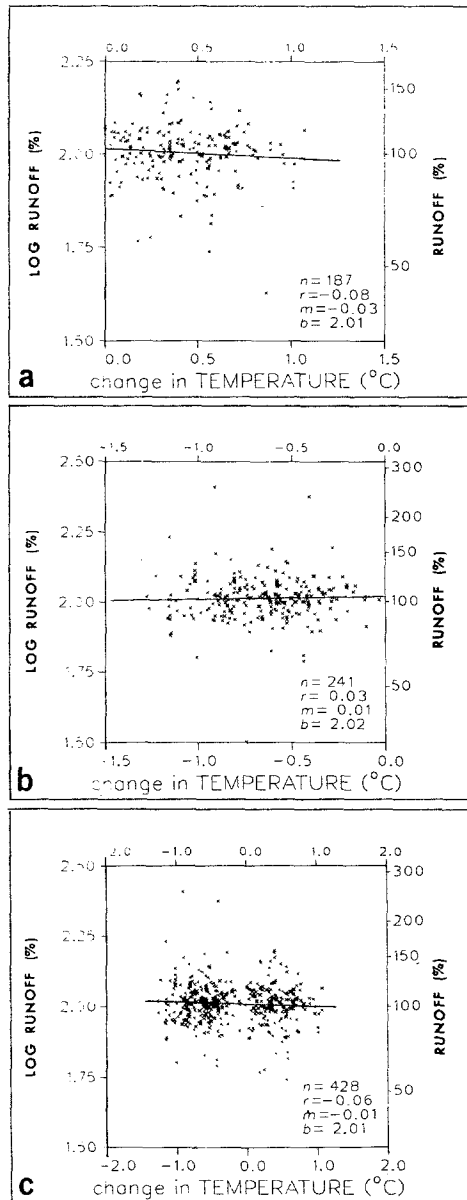 0.0 0.5 1.0 1.5
2.25
2.00
1.75
1.50
LOG RUNOFF (%)
150
100
50
RUNOFF (%)
n = 187
r = -0.08
m = -0.03
b = 2.01
0.0 0.5 1.0 1.5
change in TEMPERATURE (°C)
a
-1.5 -1.0 -0.5 0.0
2.50
2.25
2.00
1.75
1.50
LOG RUNOFF (%)
300
200
150
100
50
RUNOFF (%)
n = 241
r = 0.03
m = 0.01
b = 2.02
-1.5 -1.0 -0.5 0.0
change in TEMPERATURE (°C)
b
-2.0 -1.0 0.0 1.0 2.0
2.50
2.25
2.00
1.75
1.50
LOG RUNOFF (%)
300
200
150
100
50
RUNOFF (%)
n = 428
r = -0.06
m = -0.01
b = 2.01
-2.0 -1.0 0.0 1.0 2.0
change in TEMPERATURE (°C)
c